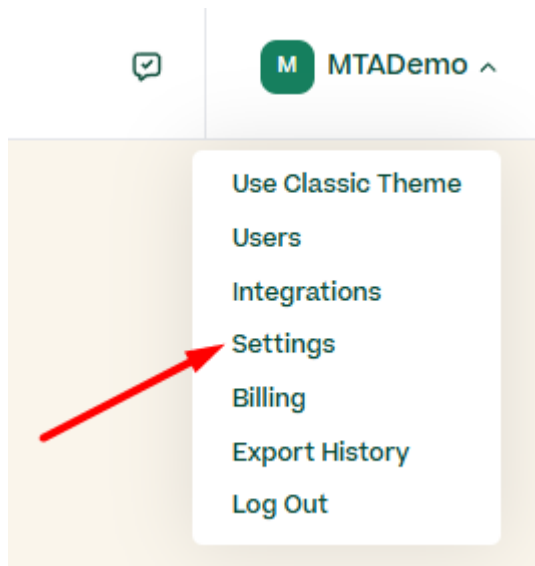 M MTADemo
Use Classic Theme
Users
Integrations
Settings
Billing
Export History
Log Out